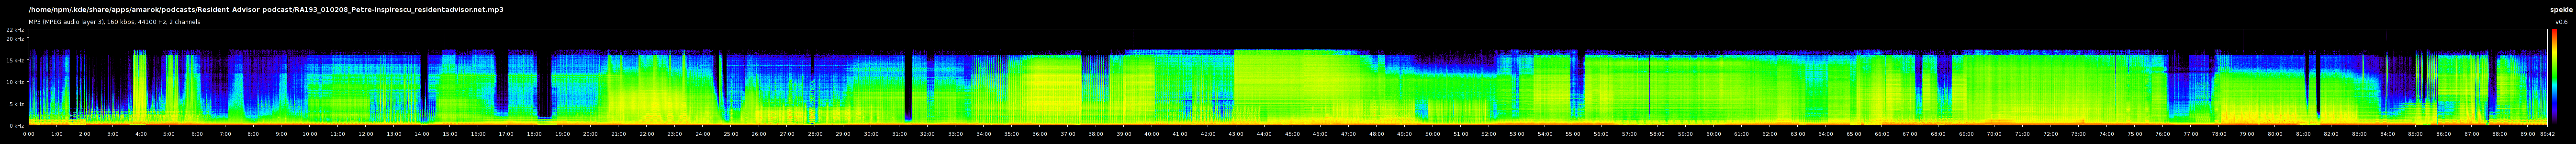 /home/npm/.kde/share/apps/amarok/podcasts/Resident Advisor podcast/RA193_010208_Petre-Inspirescu_residentadvisor.net.mp3
spekle
MP3 (MPEG audio layer 3), 160 kbps, 44100 Hz, 2 channels
v0.6
22 kHz
20 kHz
15 kHz
10 kHz
5 kHz
0 kHz
0:00 1:00 2:00 3:00 4:00 5:00 6:00 7:00 8:00 9:00 10:00 11:00 12:00 13:00 14:00 15:00 16:00 17:00 18:00 19:00 20:00 21:00 22:00 23:00 24:00 25:00 26:00 27:00 28:00 29:00 30:00 31:00 32:00 33:00 34:00 35:00 36:00 37:00 38:00 39:00 40:00 41:00 42:00 43:00 44:00 45:00 46:00 47:00 48:00 49:00 50:00 51:00 52:00 53:00 54:00 55:00 56:00 57:00 58:00 59:00 60:00 61:00 62:00 63:00 64:00 65:00 66:00 67:00 68:00 69:00 70:00 71:00 72:00 73:00 74:00 75:00 76:00 77:00 78:00 79:00 80:00 81:00 82:00 83:00 84:00 85:00 86:00 87:00 88:00 89:00 89:42